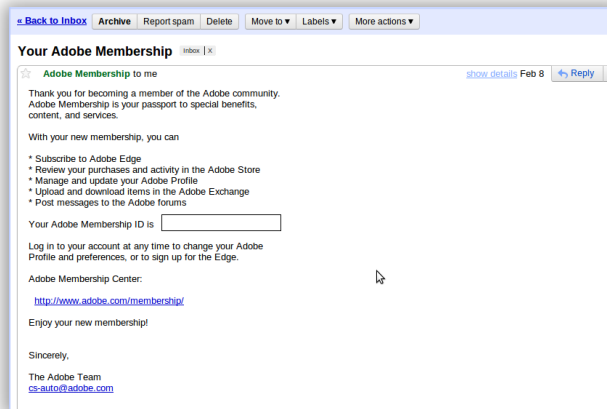 « Back to Inbox Archive Report spam Delete Move to ▾ Labels ▾ More actions ▾
Your Adobe Membership Inbox | X
Adobe Membership to me show details Feb 8 Reply
Thank you for becoming a member of the Adobe community.
Adobe Membership is your passport to special benefits,
content, and services.
With your new membership, you can
* Subscribe to Adobe Edge
* Review your purchases and activity in the Adobe Store
* Manage and update your Adobe Profile
* Upload and download items in the Adobe Exchange
* Post messages to the Adobe forums
Your Adobe Membership ID is
Log in to your account at any time to change your Adobe
Profile and preferences, or to sign up for the Edge.
Adobe Membership Center:
http://www.adobe.com/membership/
Enjoy your new membership!
Sincerely,
The Adobe Team
cs-auto@adobe.com